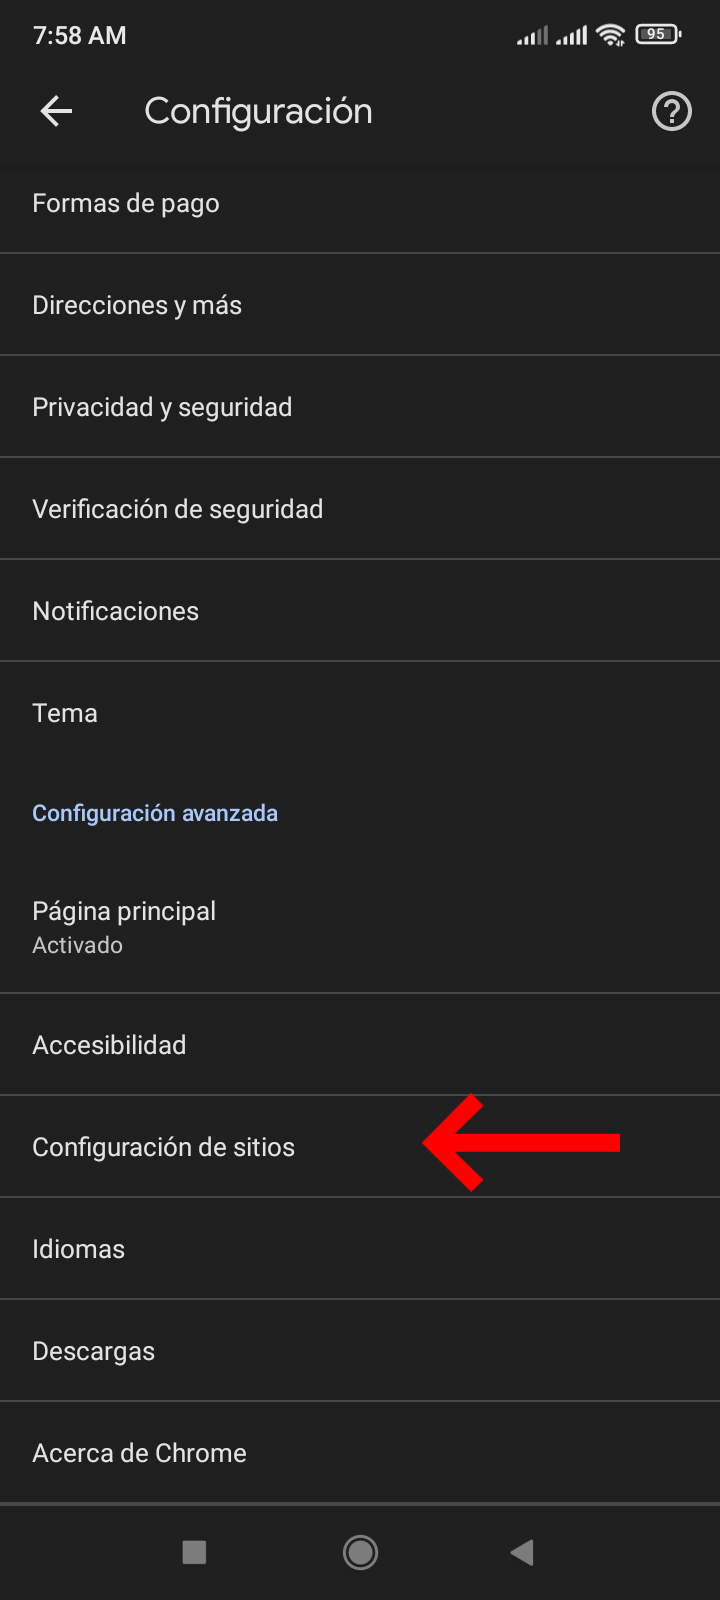 7:58 AM
95
Configuración
Formas de pago
Direcciones y más
Privacidad y seguridad
Verificación de seguridad
Notificaciones
Tema
Configuración avanzada
Página principal
Activado
Accesibilidad
Configuración de sitios
Idiomas
Descargas
Acerca de Chrome